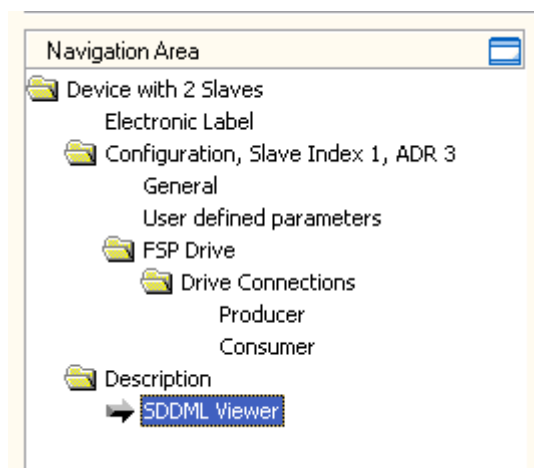 Navigation Area
Device with 2 Slaves
Electronic Label
Configuration, Slave Index 1, ADR 3
General
User defined parameters
FSP Drive
Drive Connections
Producer
Consumer
Description
SDDML Viewer